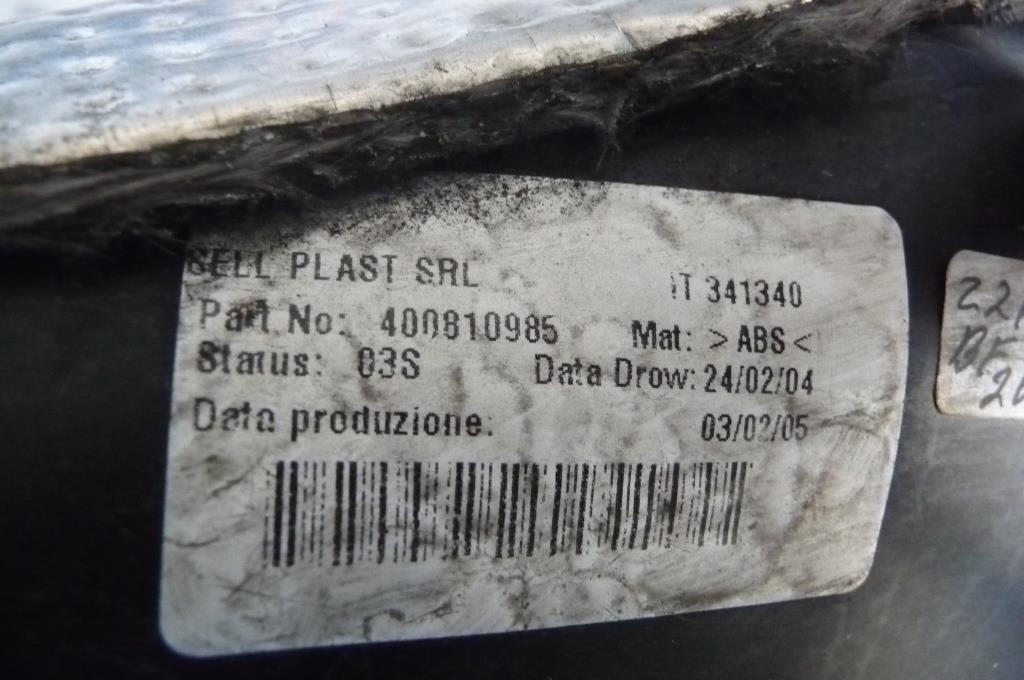 SELL PLAST SRL
IT 341340
Part No: 400810985
Mat: >ABS<
Status: 03S
Data Drow: 24/02/04
Data produzione:
03/02/05